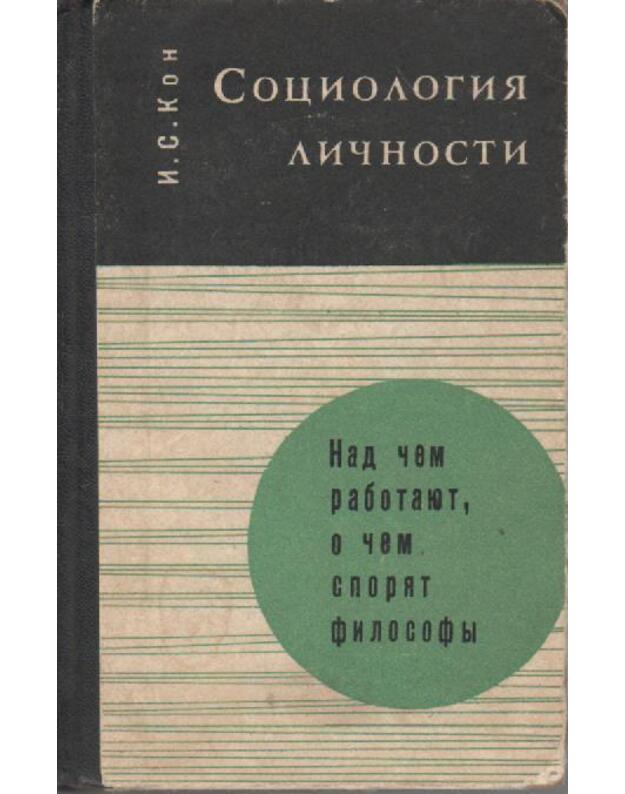 И.С.Кон
Социология
личности
Над чем
работают,
о чем
спорят
философы